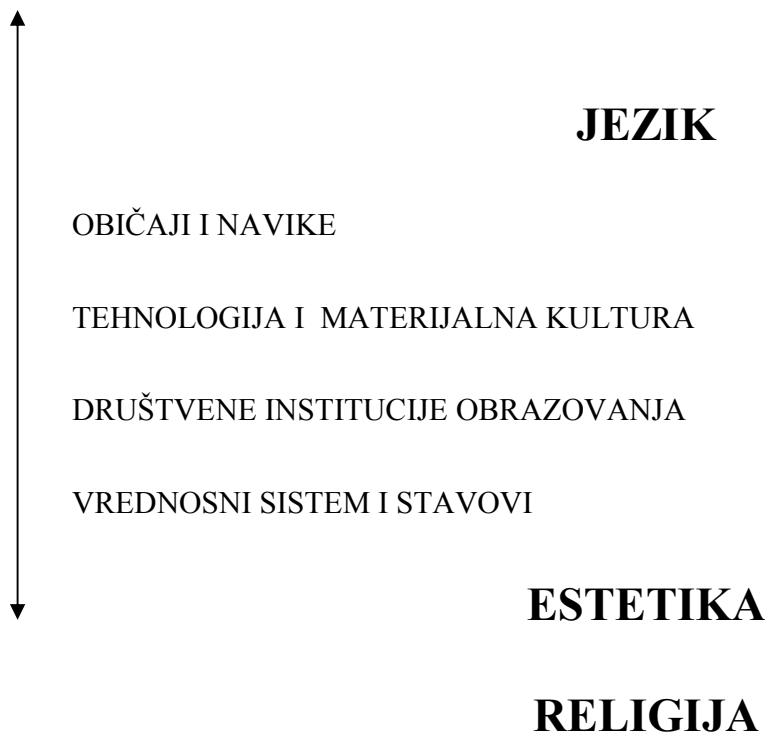 JEZIK
OBIČAJI I NAVIKE
TEHNOLOGIJA I MATERIJALNA KULTURA
DRUŠTVENE INSTITUCIJE OBRAZOVANJA
VREDNOSNI SISTEM I STAVOVI
ESTETIKA
RELIGIJA